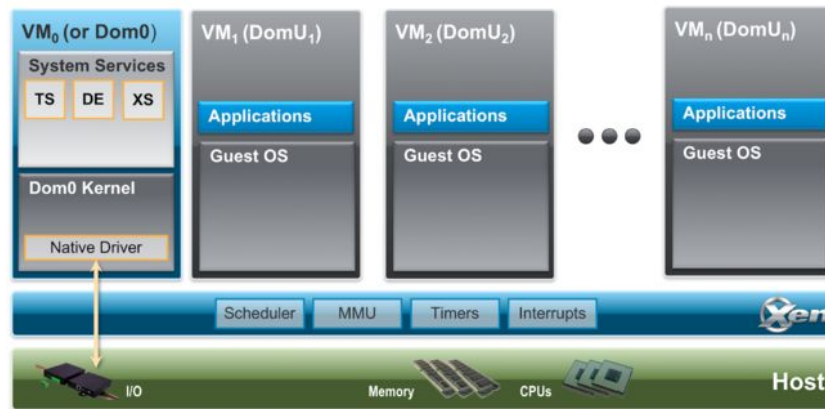 VM₀ (or Dom0)
System Services
TS DE XS
Dom0 Kernel
Native Driver
VM₁ (DomU₁)
Applications
Guest OS
VM₂ (DomU₂)
Applications
Guest OS
VMₙ (DomUₙ)
Applications
Guest OS
Scheduler MMU Timers Interrupts
Xen
I/O Memory CPUs Host